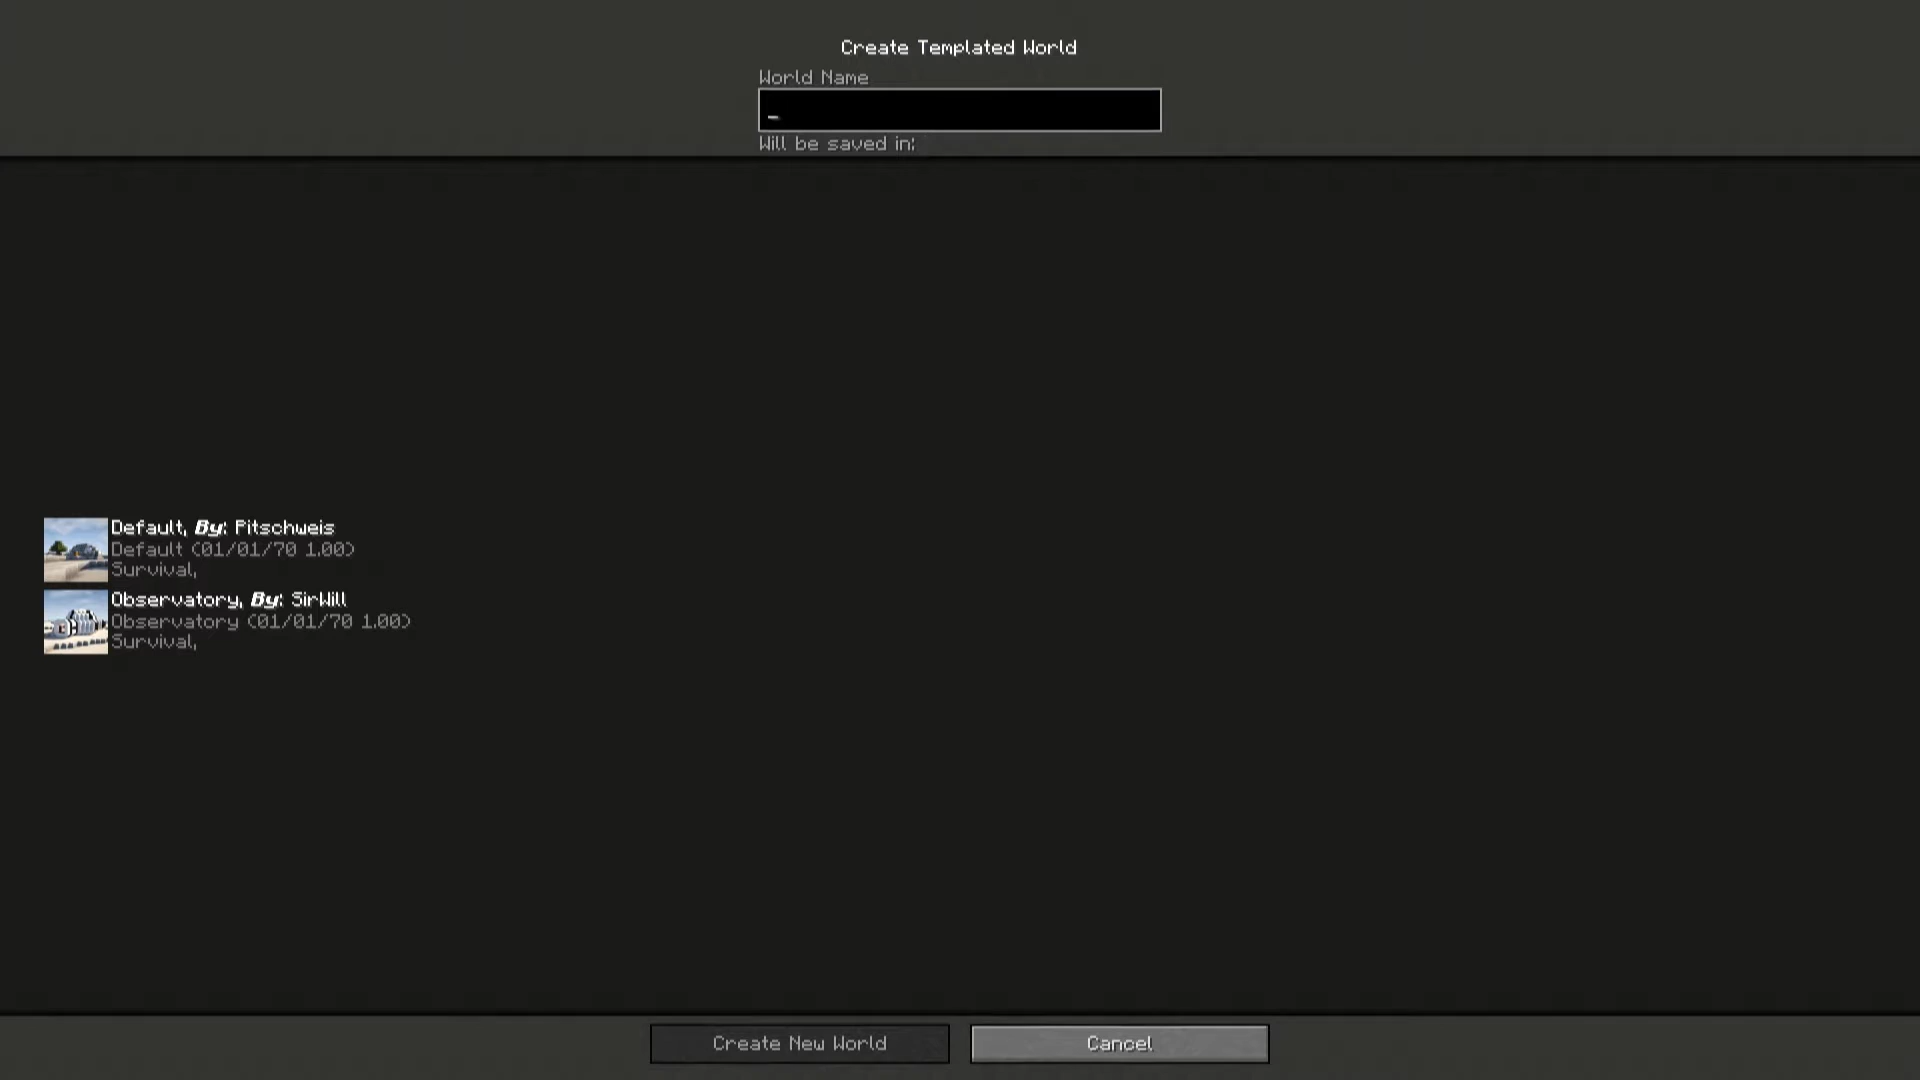 Create Templated World
World Name
_
Will be saved in:
Default, By: Pitschweis
Default (01/01/70 1.00)
Survival,
Observatory, By: SirWill
Observatory (01/01/70 1.00)
Survival,
Create New World
Cancel